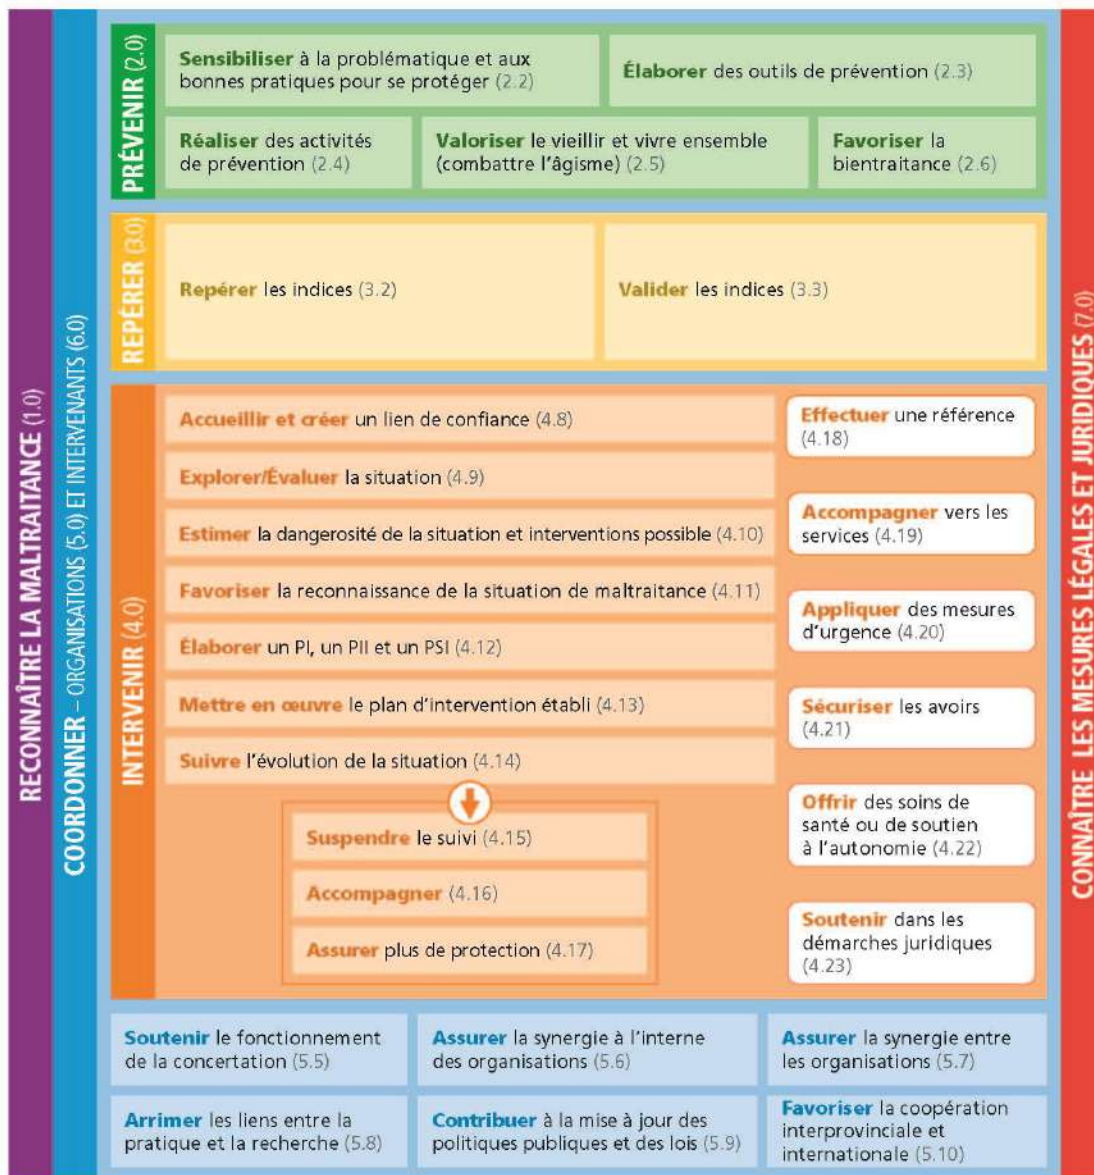 RECONNAÎTRE LA MALTRAITANCE (1.0)
COORDONNER – ORGANISATIONS (5.0) ET INTERVENANTS (6.0)
PRÉVENIR (2.0)
Sensibiliser à la problématique et aux
bonnes pratiques pour se protéger (2.2)
Élaborer des outils de prévention (2.3)
Réaliser des activités
de prévention (2.4)
Valoriser le vieillir et vivre ensemble
(combattre l'âgisme) (2.5)
Favoriser la
bientraitance (2.6)
REPÉRER (3.0)
Repérer les indices (3.2)
Valider les indices (3.3)
INTERVENIR (4.0)
Accueillir et créer un lien de confiance (4.8)
Explorer/Évaluer la situation (4.9)
Estimer la dangerosité de la situation et interventions possible (4.10)
Favoriser la reconnaissance de la situation de maltraitance (4.11)
Élaborer un PI, un PII et un PSI (4.12)
Mettre en œuvre le plan d'intervention établi (4.13)
Suivre l'évolution de la situation (4.14)
Suspendre le suivi (4.15)
Accompagner (4.16)
Assurer plus de protection (4.17)
Effectuer une référence
(4.18)
Accompagner vers les
services (4.19)
Appliquer des mesures
d'urgence (4.20)
Sécuriser les avoirs
(4.21)
Offrir des soins de
santé ou de soutien
à l'autonomie (4.22)
Soutenir dans les
démarches juridiques
(4.23)
Soutenir le fonctionnement
de la concertation (5.5)
Assurer la synergie à l'interne
des organisations (5.6)
Assurer la synergie entre
les organisations (5.7)
Arrimer les liens entre la
pratique et la recherche (5.8)
Contribuer à la mise à jour des
politiques publiques et des lois (5.9)
Favoriser la coopération
interprovinciale et
internationale (5.10)
CONNAÎTRE LES MESURES LÉGALES ET JURIDIQUES (7.0)